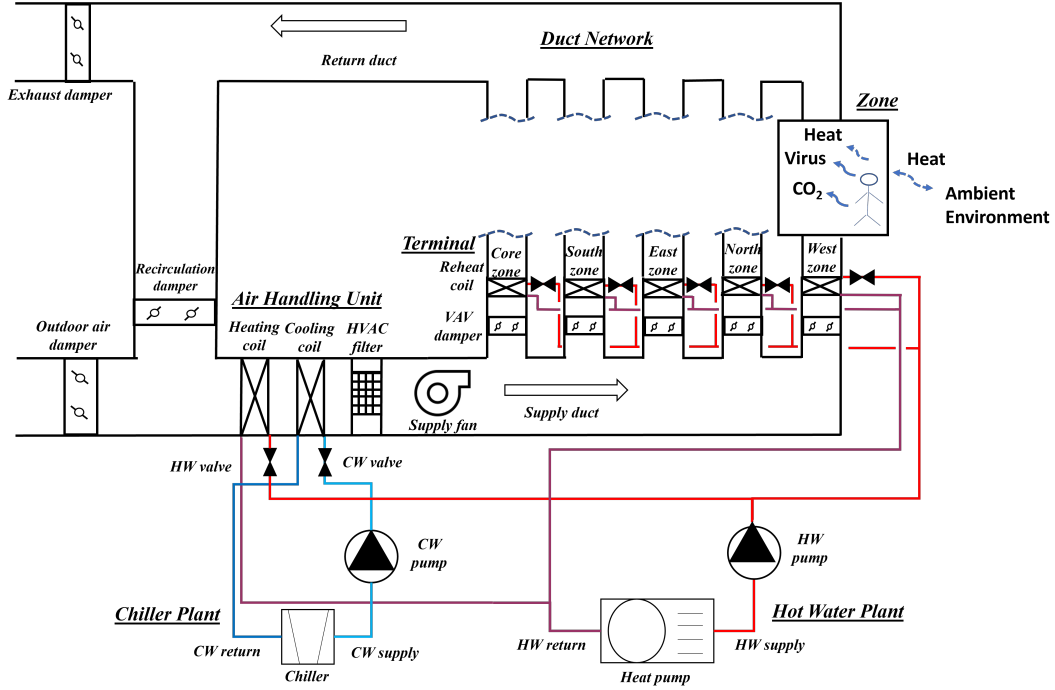 Duct Network
Return duct
Exhaust damper
Zone
Heat
Virus
CO₂
Heat
Ambient
Environment
Terminal
Core
zone
South
zone
East
zone
North
zone
West
zone
Reheat
coil
VAV
damper
Recirculation
damper
Air Handling Unit
Heating
coil
Cooling
coil
HVAC
filter
Outdoor air
damper
Supply fan
Supply duct
HW valve
CW valve
CW
pump
HW
pump
Chiller Plant
Hot Water Plant
CW return
CW supply
Chiller
HW return
HW supply
Heat pump